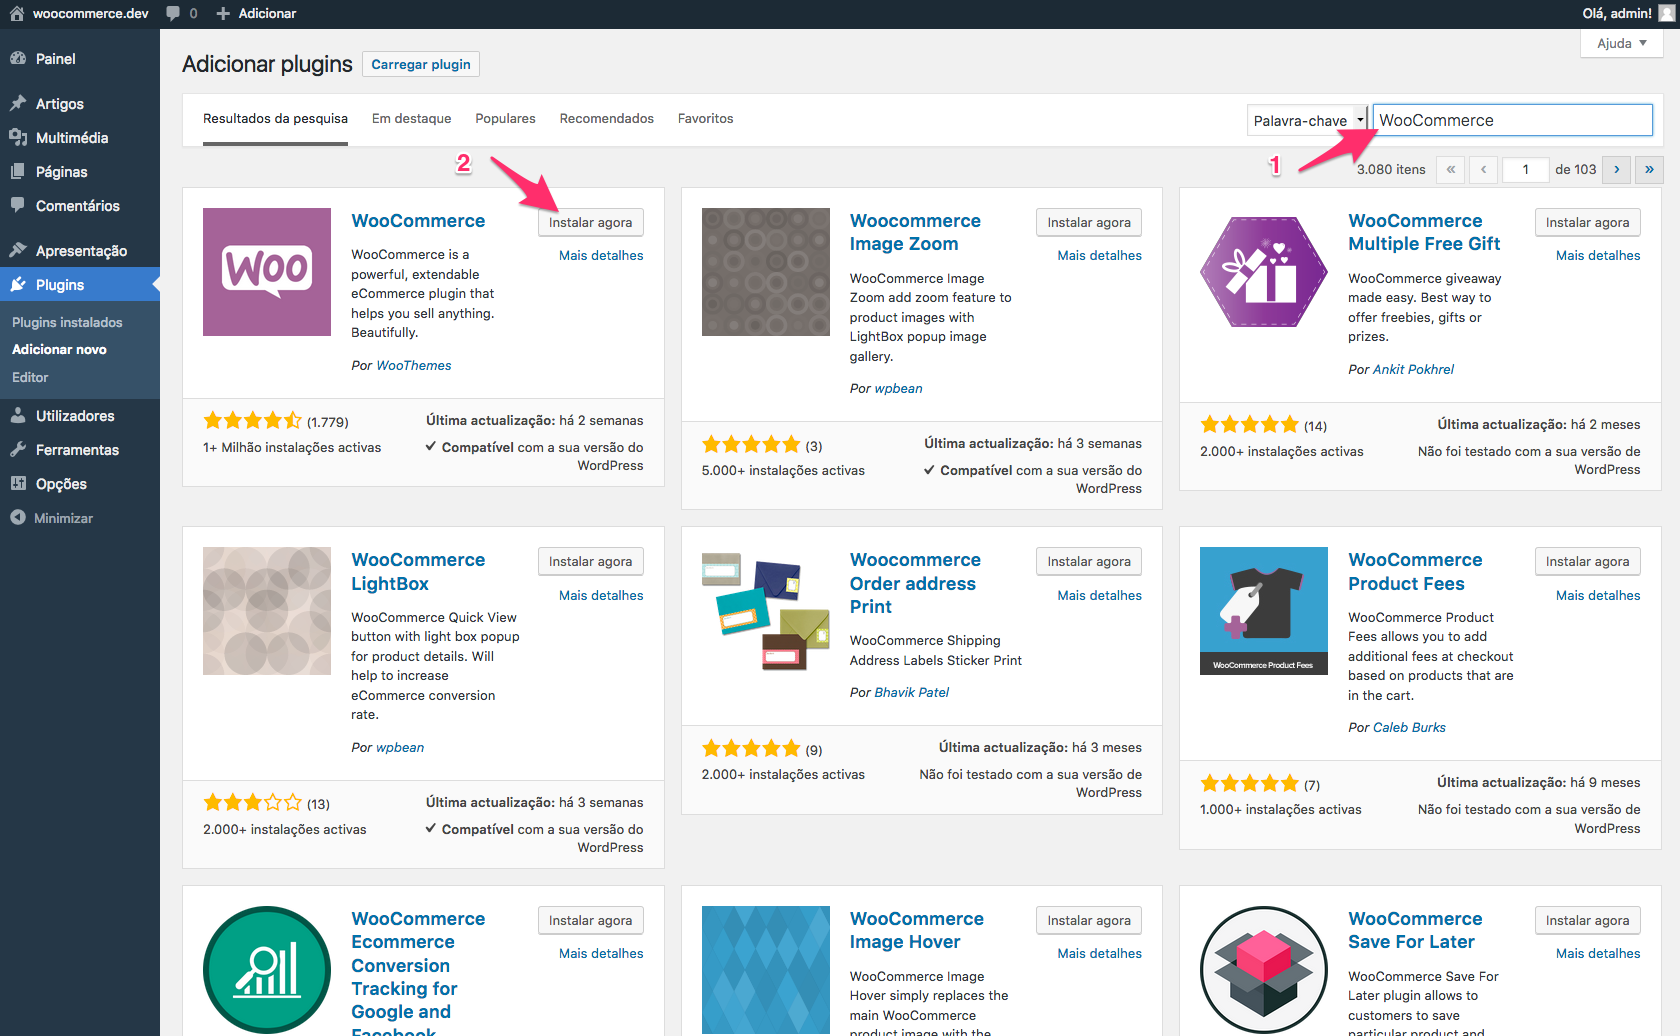 woocommerce.dev
0
Adicionar
Olá, admin!
Ajuda
Painel
Artigos
Multimédia
Páginas
Comentários
Apresentação
Plugins
Plugins instalados
Adicionar novo
Editor
Utilizadores
Ferramentas
Opções
Minimizar
Adicionar plugins
Carregar plugin
Resultados da pesquisa
Em destaque
Populares
Recomendados
Favoritos
Palavra-chave
WooCommerce
1
2
3.080 itens
«
‹
1
de 103
›
»
WOO
WooCommerce
Instalar agora
Mais detalhes
WooCommerce is a
powerful, extendable
eCommerce plugin that
helps you sell anything.
Beautifully.
Por WooThemes
(1.779)
1+ Milhão instalações activas
Última actualização: há 2 semanas
Compatível com a sua versão do
WordPress
Woocommerce
Image Zoom
Instalar agora
Mais detalhes
WooCommerce Image
Zoom add zoom feature to
product images with
LightBox popup image
gallery.
Por wpbean
(3)
5.000+ instalações activas
Última actualização: há 3 semanas
Compatível com a sua versão do
WordPress
WooCommerce
Multiple Free Gift
Instalar agora
Mais detalhes
WooCommerce giveaway
made easy. Best way to
offer freebies, gifts or
prizes.
Por Ankit Pokhrel
(14)
2.000+ instalações activas
Última actualização: há 2 meses
Não foi testado com a sua versão do
WordPress
WooCommerce
LightBox
Instalar agora
Mais detalhes
WooCommerce Quick View
button with light box popup
for product details. Will
help to increase
eCommerce conversion
rate.
Por wpbean
(13)
2.000+ instalações activas
Última actualização: há 3 semanas
Compatível com a sua versão do
WordPress
Woocommerce
Order address
Print
Instalar agora
Mais detalhes
WooCommerce Shipping
Address Labels Sticker Print
Por Bhavik Patel
(9)
2.000+ instalações activas
Última actualização: há 3 meses
Não foi testado com a sua versão do
WordPress
WooCommerce Product Fees
WooCommerce
Product Fees
Instalar agora
Mais detalhes
WooCommerce Product
Fees allows you to add
additional fees at checkout
based on products that are
in the cart.
Por Caleb Burks
(7)
1.000+ instalações activas
Última actualização: há 9 meses
Não foi testado com a sua versão do
WordPress
WooCommerce
Ecommerce
Conversion
Tracking for
Google and
Facebook
Instalar agora
Mais detalhes
WooCommerce
Image Hover
Instalar agora
Mais detalhes
WooCommerce Image
Hover simply replaces the
main WooCommerce
product image with the
WooCommerce
Save For Later
Instalar agora
Mais detalhes
WooCommerce Save For
Later plugin allows to
customers to save
particular product and